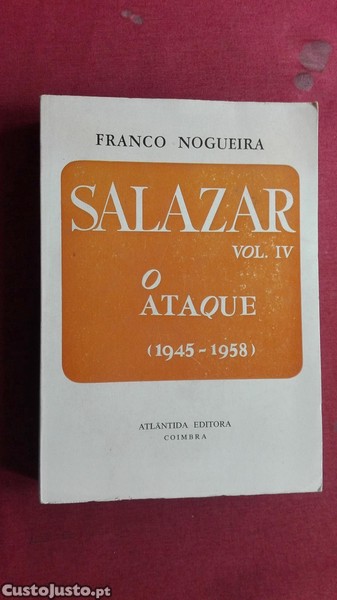 FRANCO NOGUEIRA
SALAZAR
VOL. IV
O
ATAQUE
(1945-1958)
ATLÂNTIDA EDITORA
COIMBRA
CustoJusto.pt